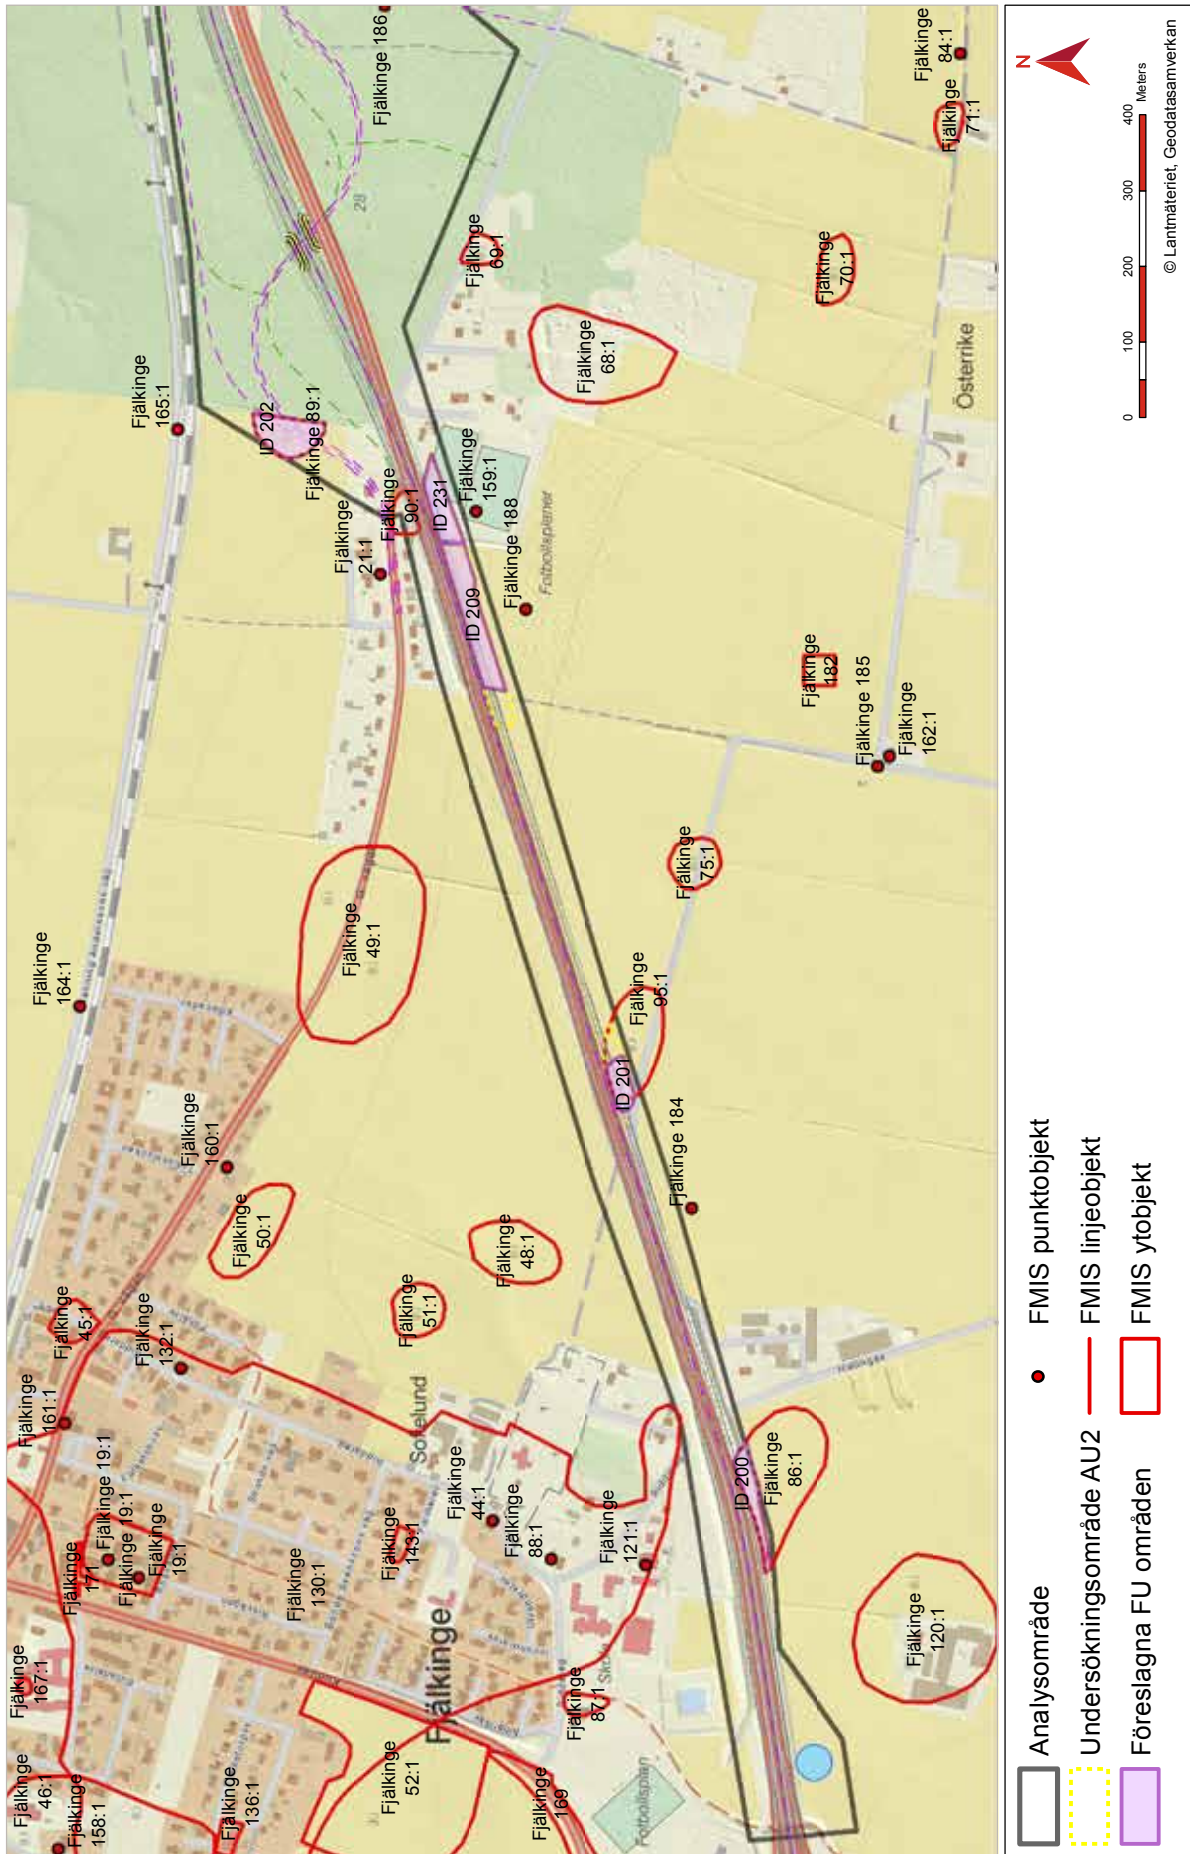 Fjälkinge 186
Fjälkinge
84:1
Fjälkinge
71:1
28
Fjälkinge
69:1
Fjälkinge
70:1
Fjälkinge
68:1
Österrike
Fjälkinge
165:1
ID 202
Fjälkinge 89:1
Fjälkinge
90:1
ID 231
Fjälkinge
159:1
Fjälkinge
21:1
ID 209
Fjälkinge 188
Fotbollsplaner
Fjälkinge
182
Fjälkinge 185
Fjälkinge
162:1
Fjälkinge
75:1
Fjälkinge
49:1
Fjälkinge
164:1
Fjälkinge
95:1
ID 201
Fjälkinge 184
Fjälkinge
160:1
Fjälkinge
50:1
Fjälkinge
48:1
Fjälkinge
51:1
Fjälkinge
45:1
Fjälkinge
132:1
Fjälkinge
161:1
Sofielund
Fjälkinge
44:1
Fjälkinge
88:1
Fjälkinge
121:1
ID 200
Fjälkinge
86:1
Fjälkinge 19:1
Fjälkinge 19:1
Fjälkinge
19:1
Fjälkinge
171
Fjälkinge
143:1
Fjälkinge
130:1
Fjälkinge
120:1
Fjälkinge
167:1
Fjälkinge
Skola
Fjälkinge
87:1
Fjälkinge
46:1
Fjälkinge
158:1
Fjälkinge
136:1
Fjälkinge
52:1
Fjälkinge
169
Fotbollsplan
Analysområde
Undersökningsområde AU2
Föreslagna FU områden
FMIS punktobjekt
FMIS linjeobjekt
FMIS ytobjekt
N
0 100 200 300 400
Meters
© Lantmäteriet, Geodatasamverkan